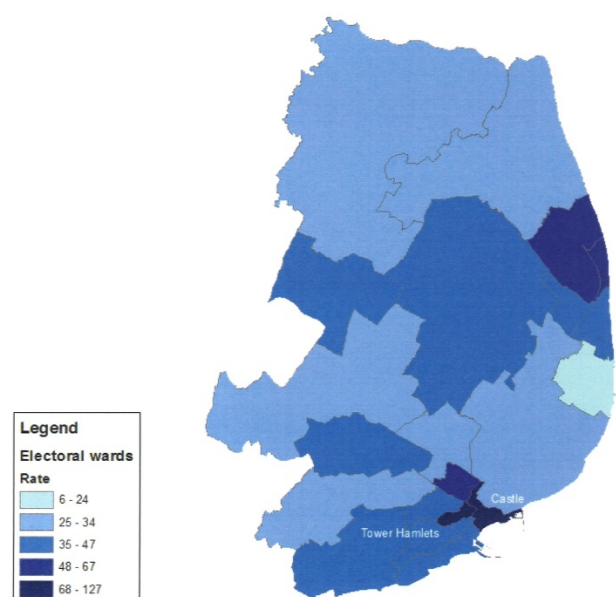 Castle
Tower Hamlets
Legend
Electoral wards
Rate
6 - 24
25 - 34
35 - 47
48 - 67
68 - 127